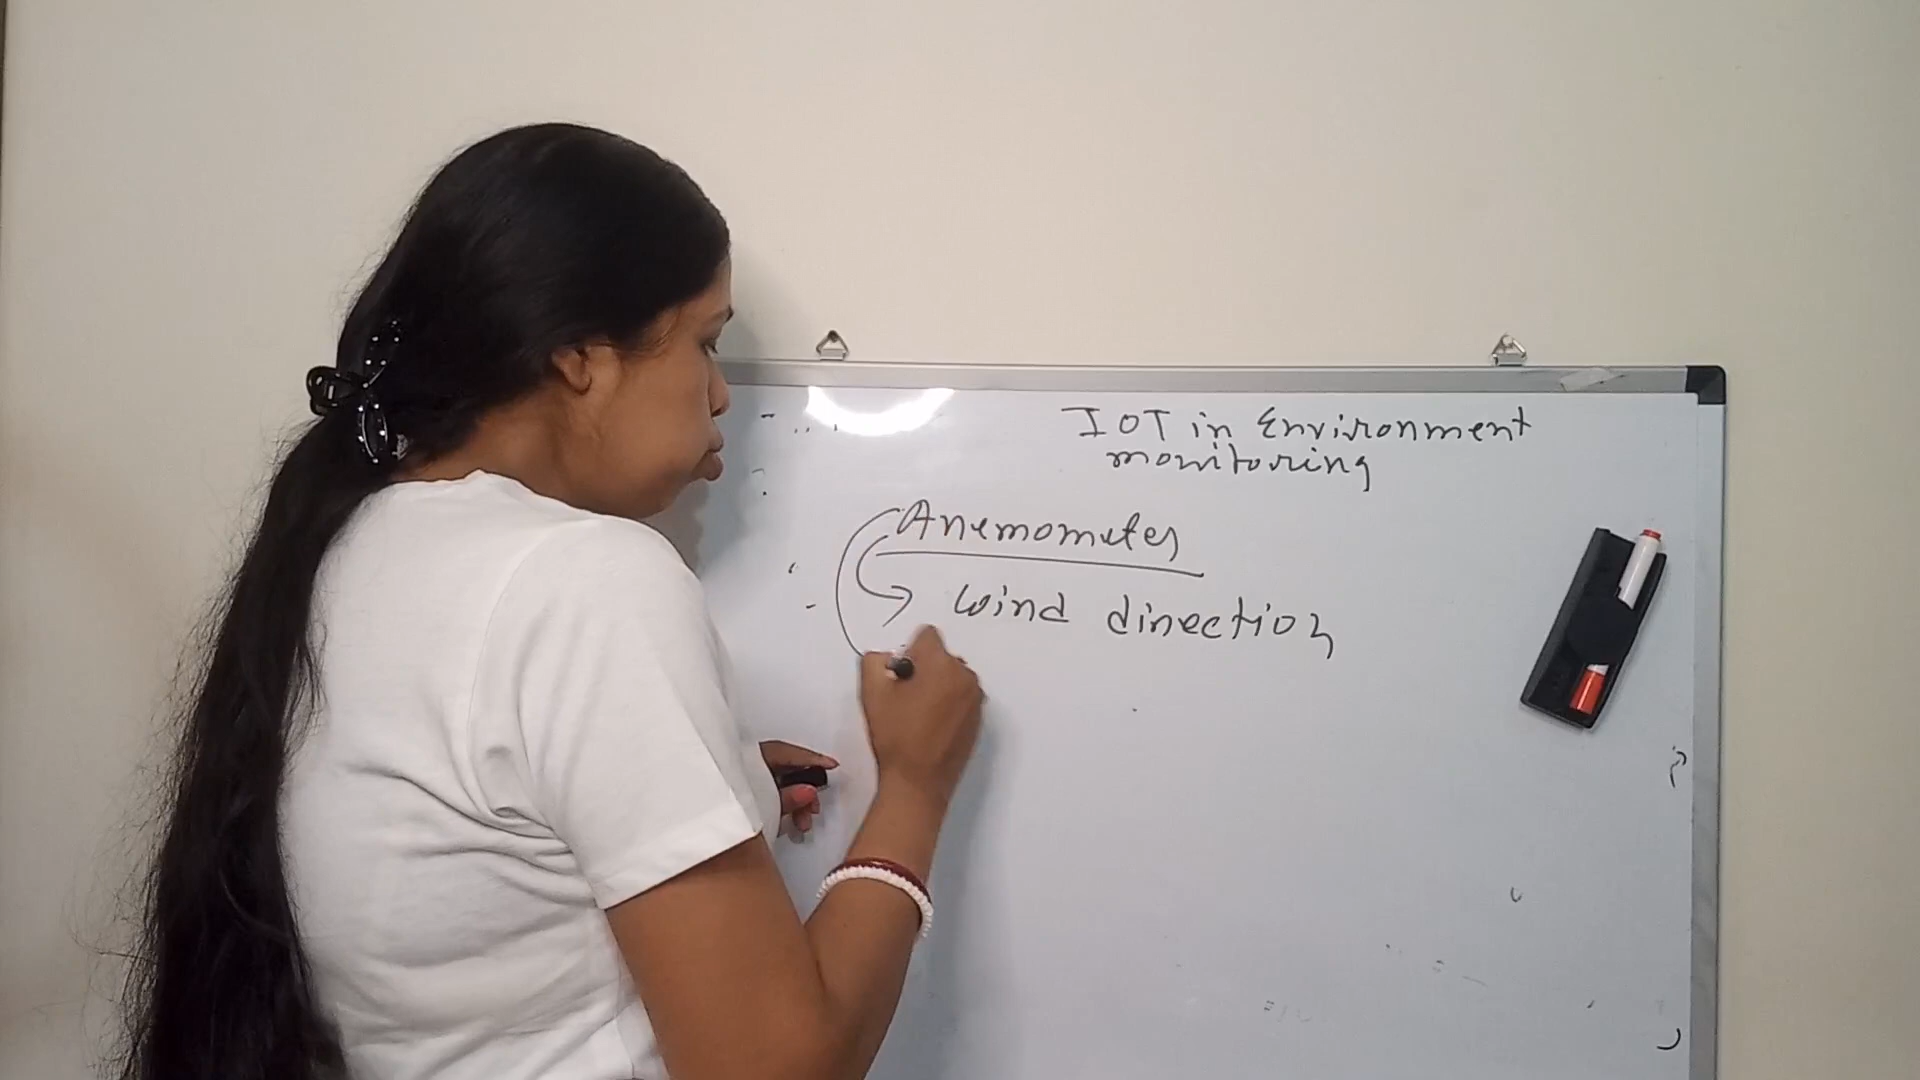 IOT in Environment
monitoring
Anemometer
wind direction